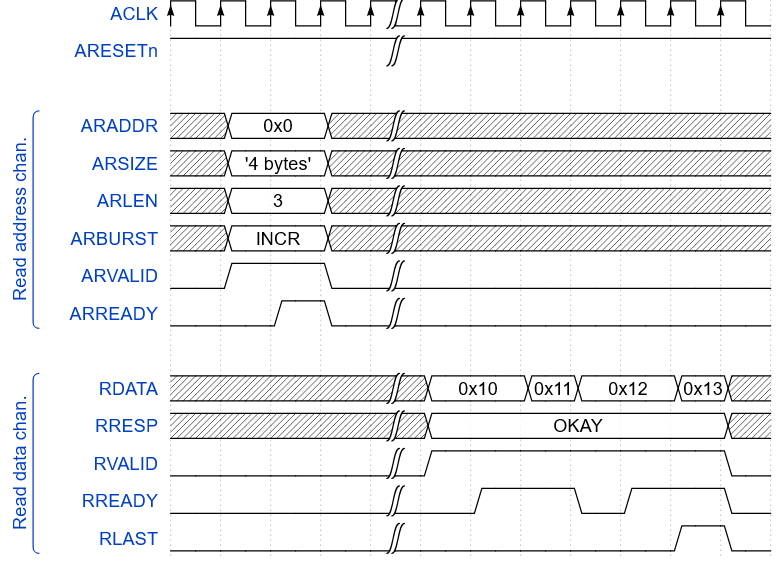 ACLK
ARESETn
Read address chan.
ARADDR 0x0
ARSIZE '4 bytes'
ARLEN 3
ARBURST INCR
ARVALID
ARREADY
Read data chan.
RDATA 0x10 0x11 0x12 0x13
RRESP OKAY
RVALID
RREADY
RLAST